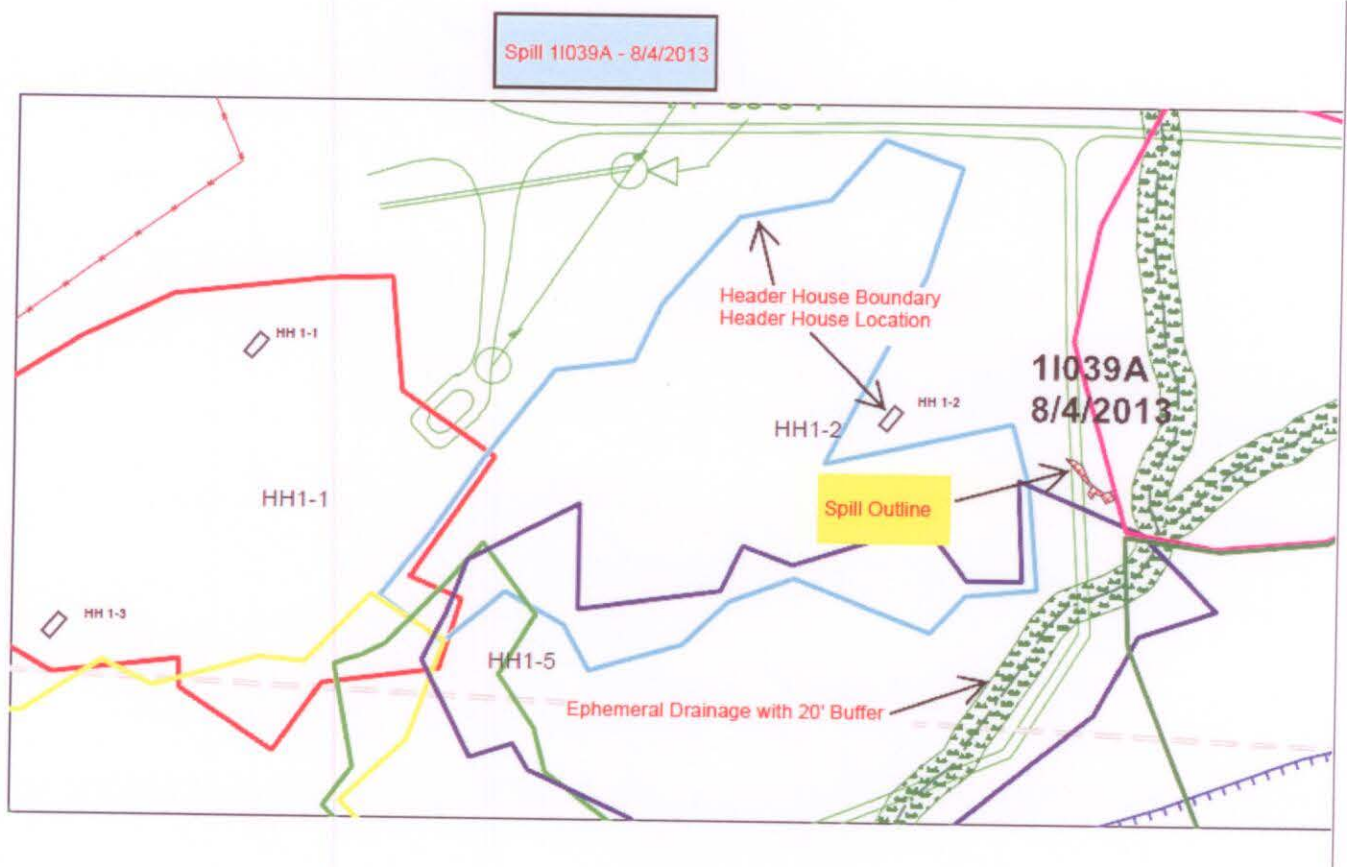 Spill 1I039A - 8/4/2013
Header House Boundary
Header House Location
HH 1-1
1I039A
8/4/2013
HH 1-2
HH1-2
HH1-1
Spill Outline
HH 1-3
HH1-5
Ephemeral Drainage with 20' Buffer